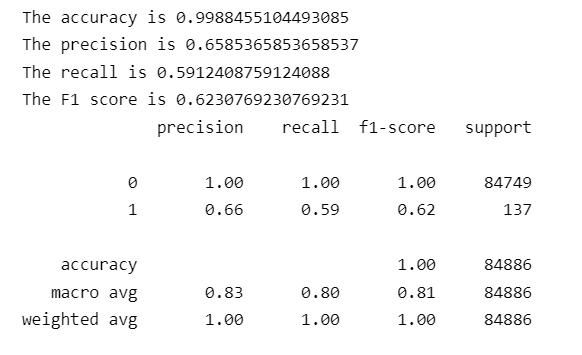 The accuracy is 0.9988455104493085
The precision is 0.6585365853658537
The recall is 0.5912408759124088
The F1 score is 0.6230769230769231
precision recall f1-score support
0 1.00 1.00 1.00 84749
1 0.66 0.59 0.62 137
accuracy 1.00 84886
macro avg 0.83 0.80 0.81 84886
weighted avg 1.00 1.00 1.00 84886